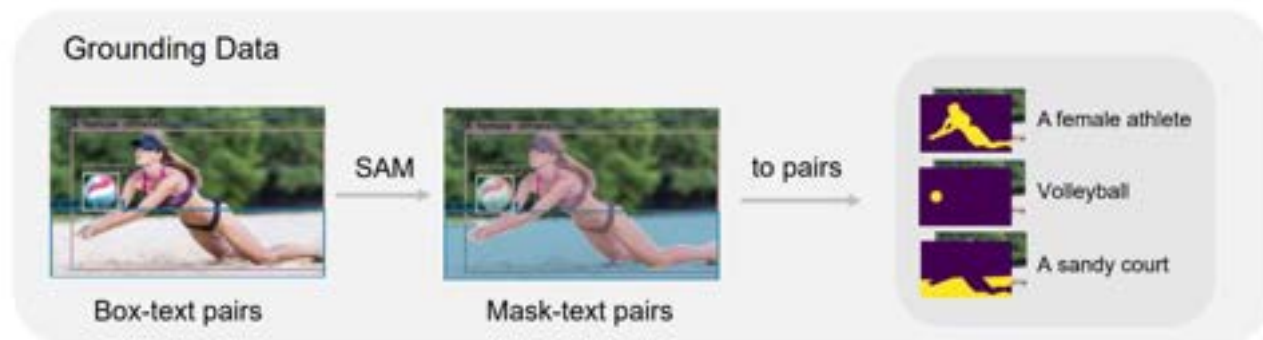 Grounding Data
SAM
to pairs
A female athlete
Volleyball
A sandy court
Box-text pairs
Mask-text pairs